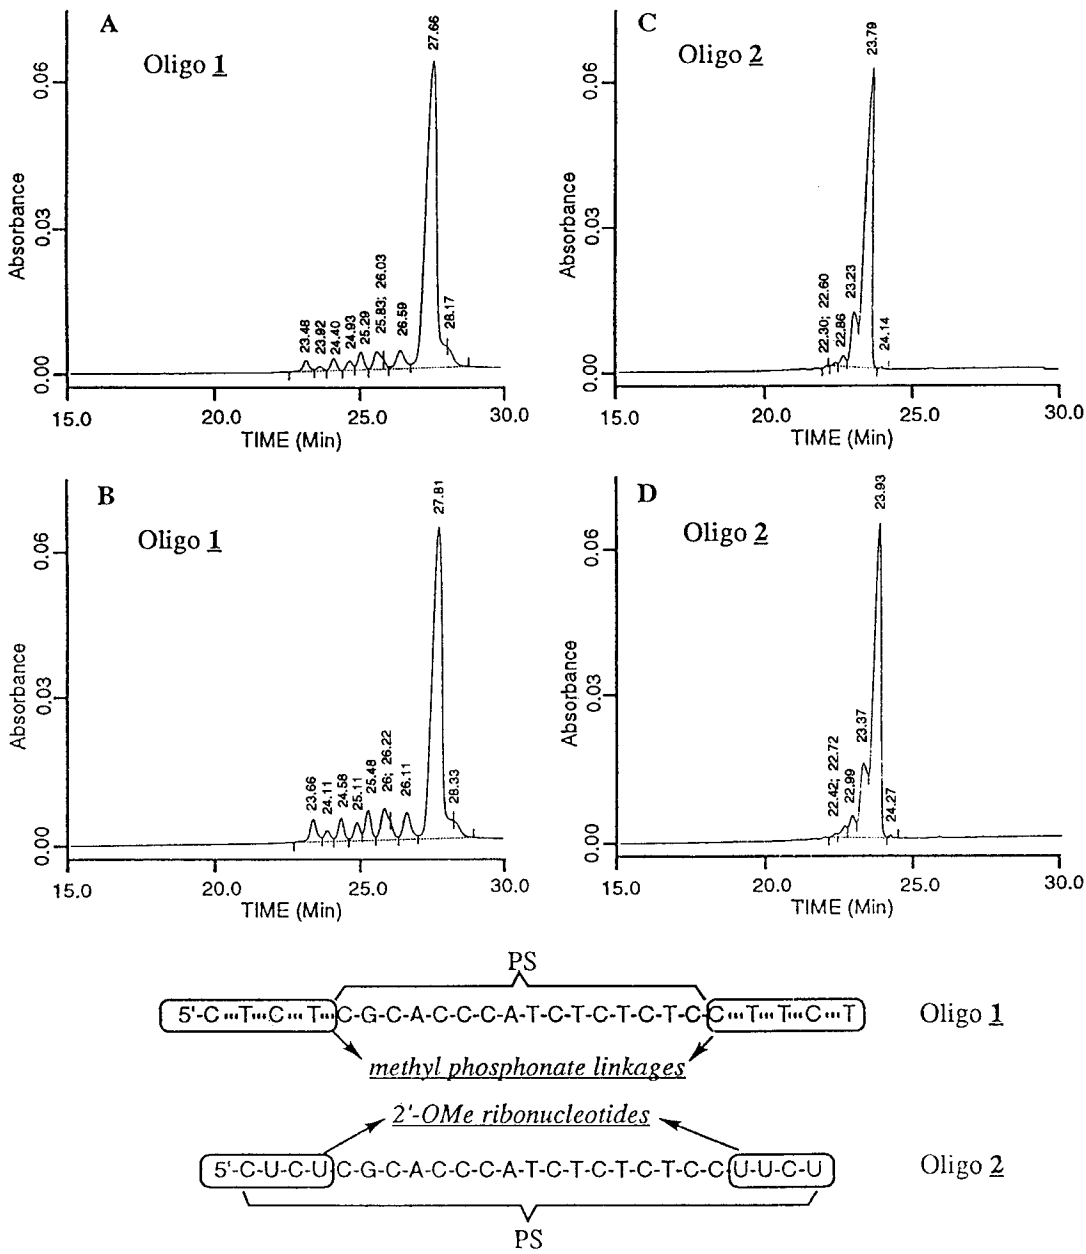 A
Oligo 1
27.66
0.06
0.03
0.00
Absorbance
23.48
23.92
24.40
24.93
25.29
25.83; 26.03
26.59
28.17
15.0 20.0 25.0 30.0
TIME (Min)
C
Oligo 2
23.79
0.06
0.03
0.00
Absorbance
22.30; 22.60
22.86
23.23
24.14
15.0 20.0 25.0 30.0
TIME (Min)
B
Oligo 1
27.81
0.06
0.03
0.00
Absorbance
23.66
24.11
24.58
25.11
25.48
26; 26.22
26.11
28.33
15.0 20.0 25.0 30.0
TIME (Min)
D
Oligo 2
23.93
0.06
0.03
0.00
Absorbance
22.42; 22.72
22.99
23.37
24.27
15.0 20.0 25.0 30.0
TIME (Min)
PS
5'-C···T···C···T···C-G-C-A-C-C-C-A-T-C-T-C-T-C-T-C-C···T···T···C···T Oligo 1
methyl phosphonate linkages
2'-OMe ribonucleotides
5'-C-U-C-U-C-G-C-A-C-C-C-A-T-C-T-C-T-C-T-C-C-U-U-C-U Oligo 2
PS